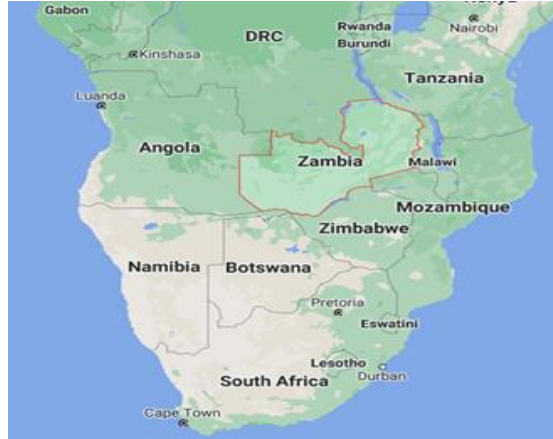 Gabon
DRC
Rwanda
Burundi
Nairobi
Kinshasa
Tanzania
Luanda
Angola
Zambia
Malawi
Mozambique
Zimbabwe
Namibia
Botswana
Pretoria
Eswatini
Lesotho
Durban
South Africa
Cape Town